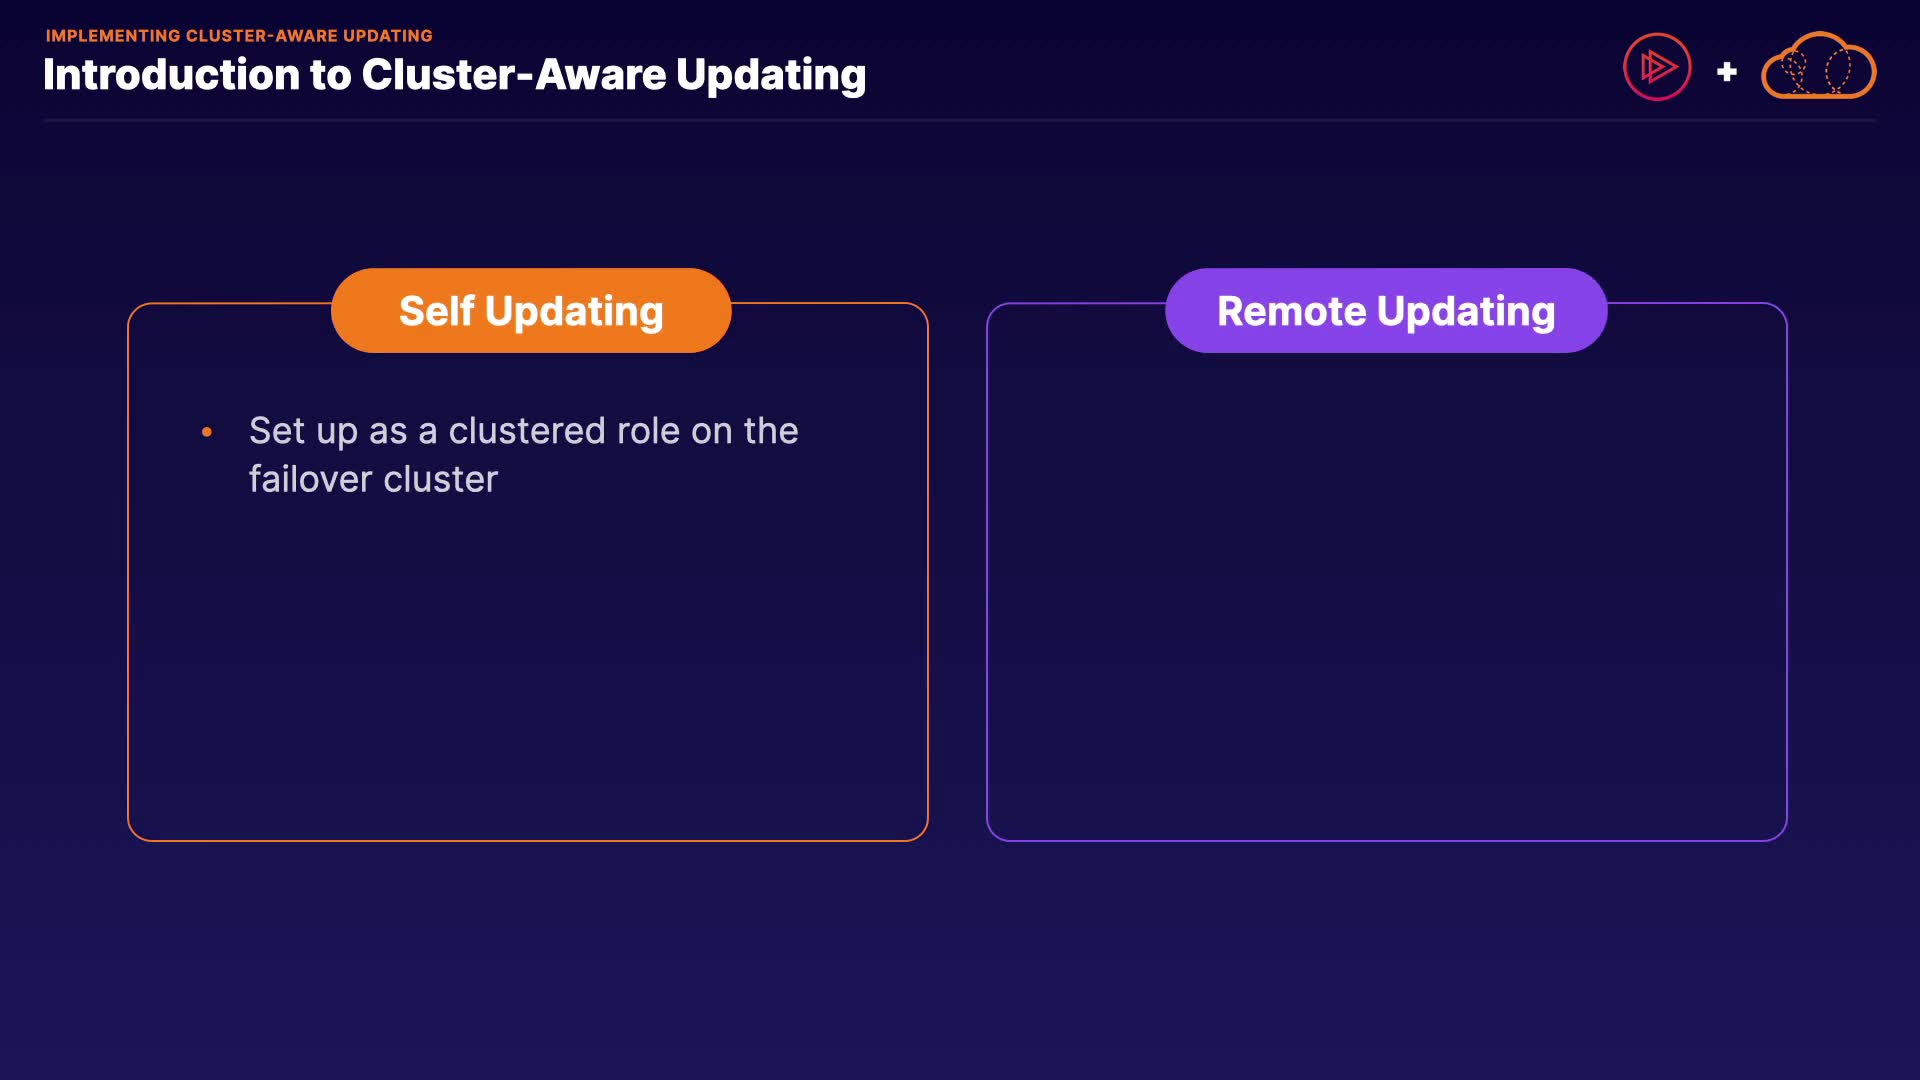 IMPLEMENTING CLUSTER-AWARE UPDATING
Introduction to Cluster-Aware Updating
+
Self Updating
• Set up as a clustered role on the
failover cluster
Remote Updating